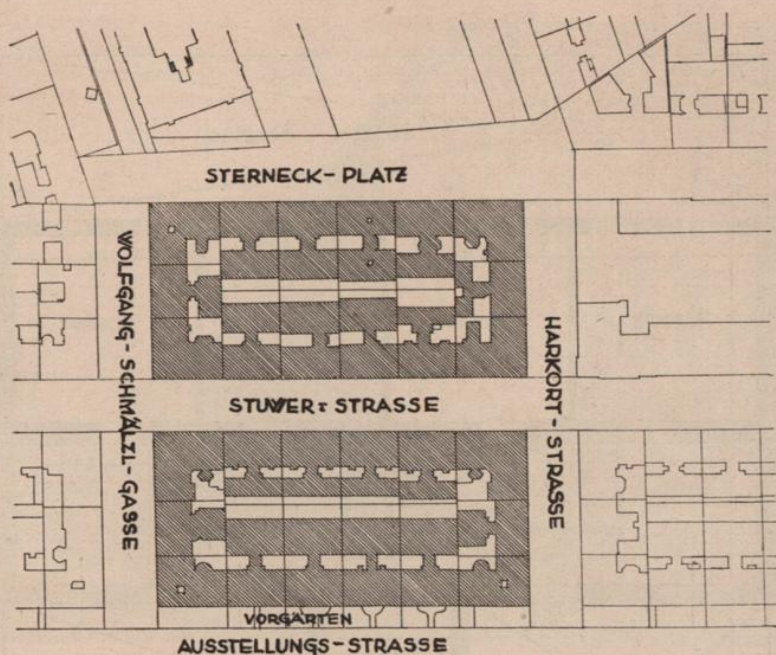 STERNECK-PLATZ
WOLFGANG-SCHMÄLZL-GASSE
HARKORT-STRASSE
STUWER-STRASSE
VORGÄRTEN
AUSSTELLUNGS-STRASSE